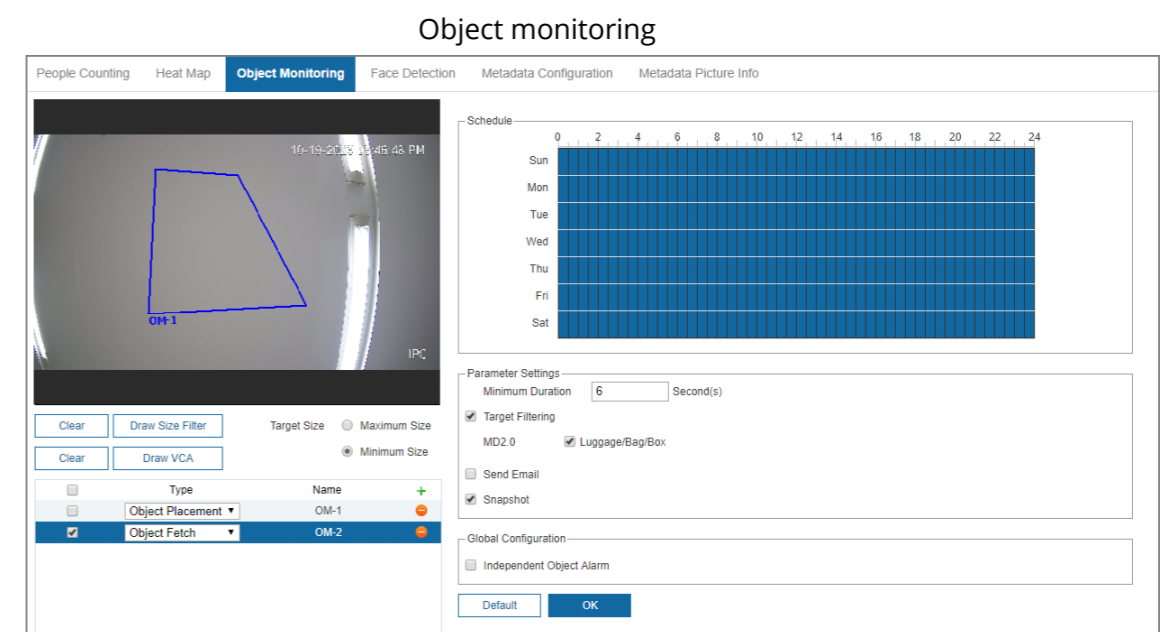 Object monitoring
People Counting Heat Map Object Monitoring Face Detection Metadata Configuration Metadata Picture Info
PM
OM-1
IPC
Clear Draw Size Filter Target Size Maximum Size
Clear Draw VCA Minimum Size
Type Name +
Object Placement OM-1
Object Fetch OM-2
Schedule
0 2 4 6 8 10 12 14 16 18 20 22 24
Sun
Mon
Tue
Wed
Thu
Fri
Sat
Parameter Settings
Minimum Duration 6 Second(s)
Target Filtering
MD2.0 Luggage/Bag/Box
Send Email
Snapshot
Global Configuration
Independent Object Alarm
Default OK